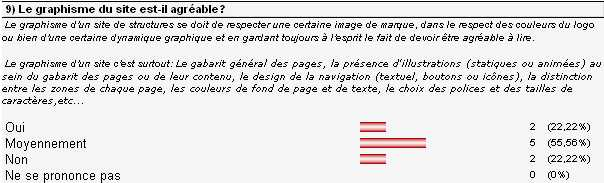 9) Le graphisme du site est-il agréable?
Le graphisme d'un site de structures se doit de respecter une certaine image de marque, dans le respect des couleurs du logo
ou bien d'une certaine dynamique graphique et en gardant toujours à l'esprit le fait de devoir être agréable à lire.
Le graphisme d'un site c'est surtout: Le gabarit général des pages, la présence d'illustrations (statiques ou animées) au
sein du gabarit des pages ou de leur contenu, le design de la navigation (textuel, boutons ou icônes), la distinction
entre les zones de chaque page, les couleurs de fond de page et de texte, le choix des polices et des tailles de
caractères,etc...
Oui 2 (22,22%)
Moyennement 5 (55,56%)
Non 2 (22,22%)
Ne se prononce pas 0 (0%)